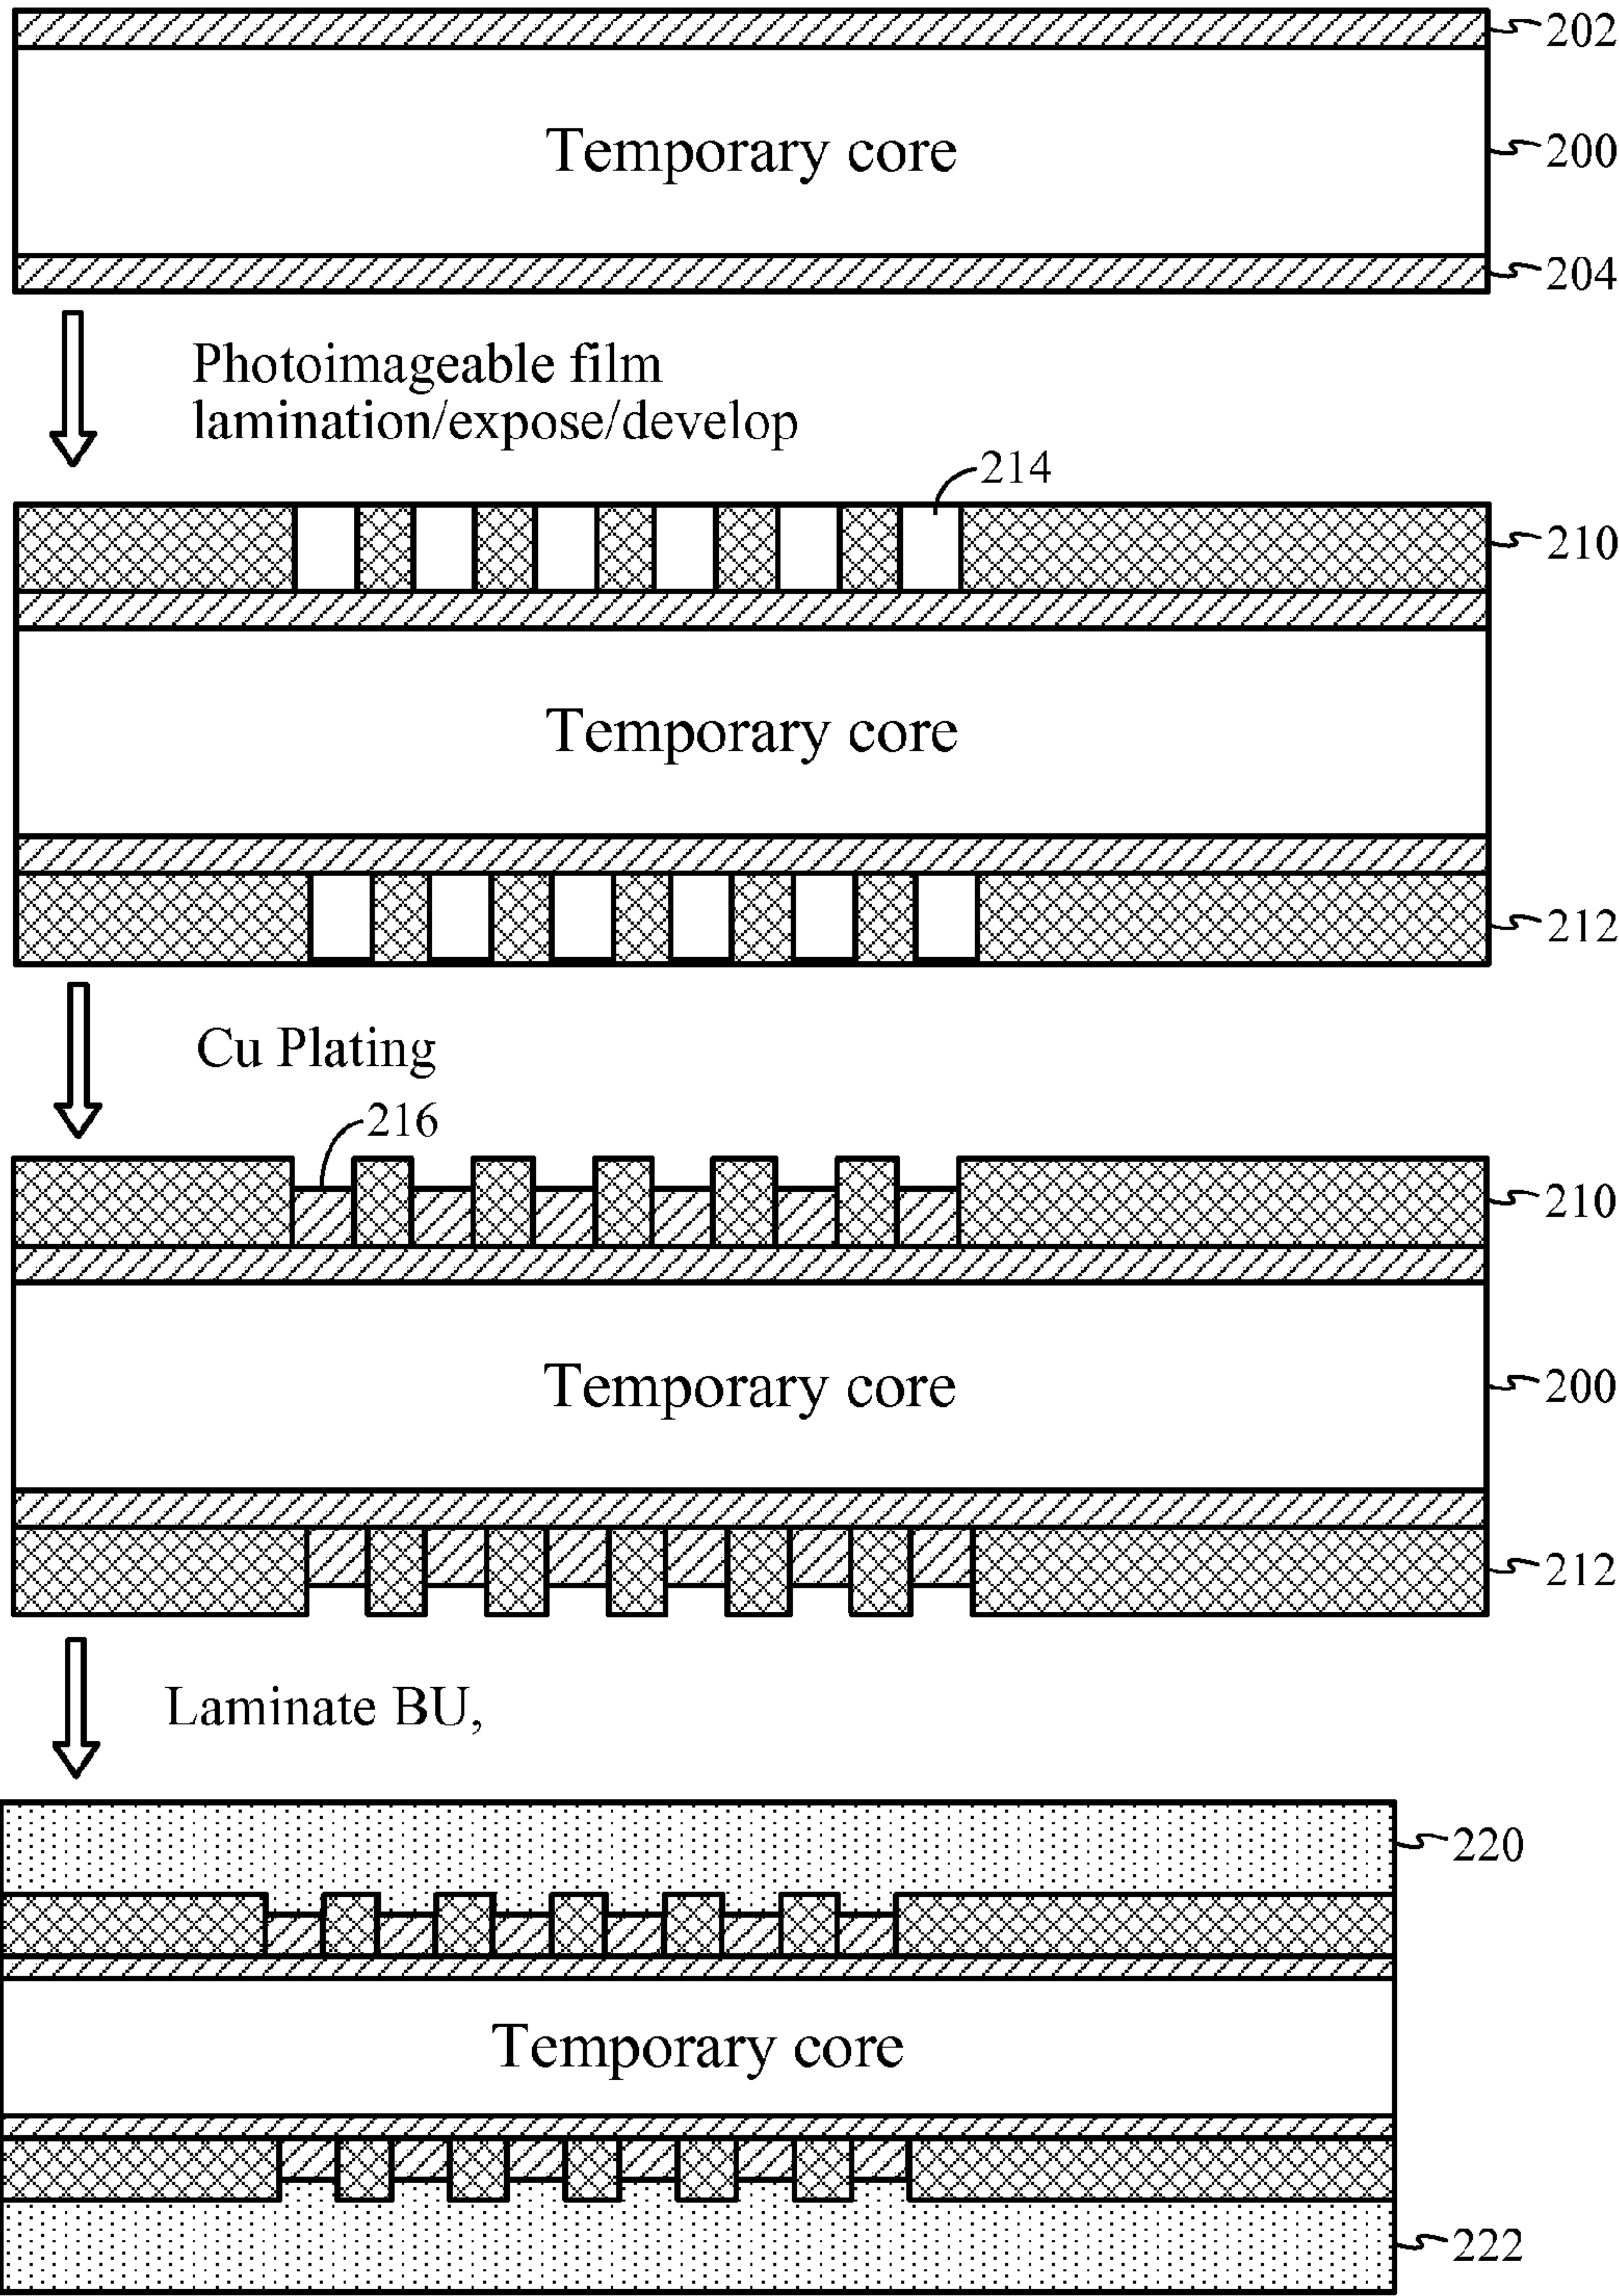 202
Temporary core
200
204
Photoimageable film
lamination/expose/develop
214
210
Temporary core
212
Cu Plating
216
210
Temporary core
200
212
Laminate BU,
220
Temporary core
222